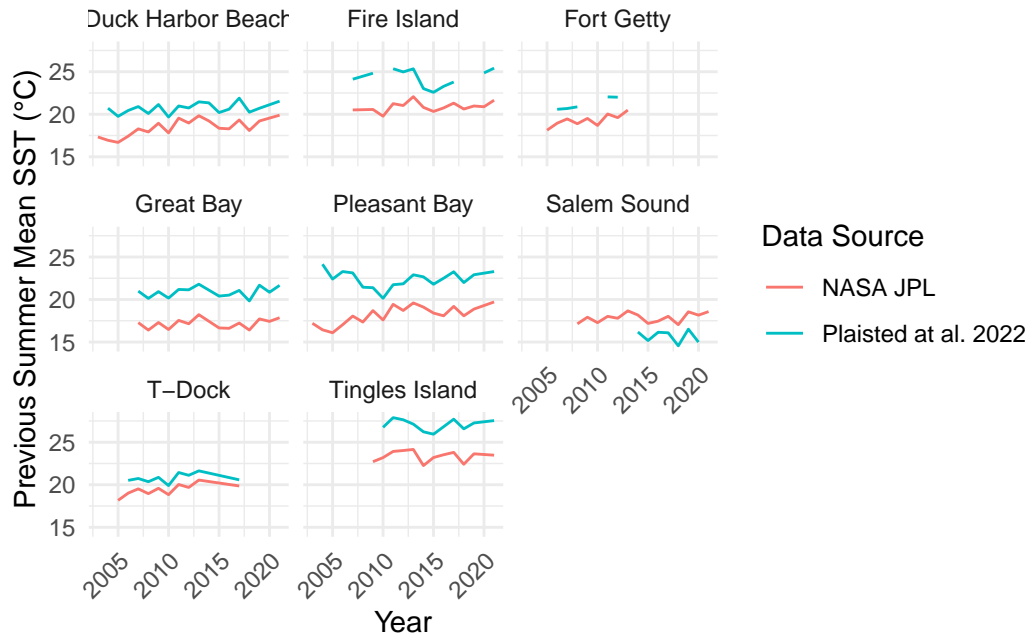 Duck Harbor Beach
Fire Island
Fort Getty
25
20
15
Great Bay
Pleasant Bay
Salem Sound
25
20
15
2005
2010
2015
2020
T−Dock
Tingles Island
25
20
15
2005
2010
2015
2020
2005
2010
2015
2020
Year
Previous Summer Mean SST (°C)
Data Source
NASA JPL
Plaisted at al. 2022